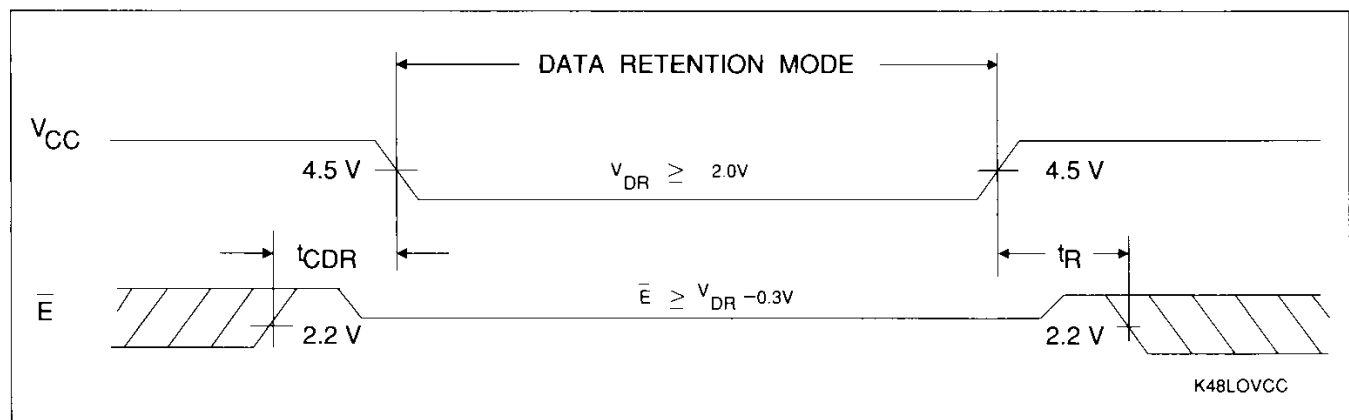 DATA RETENTION MODE
VCC
4.5 V
VDR ≥ 2.0V
4.5 V
tCDR
tR
E̅
E̅ ≥ VDR -0.3V
2.2 V
2.2 V
K48LOVCC